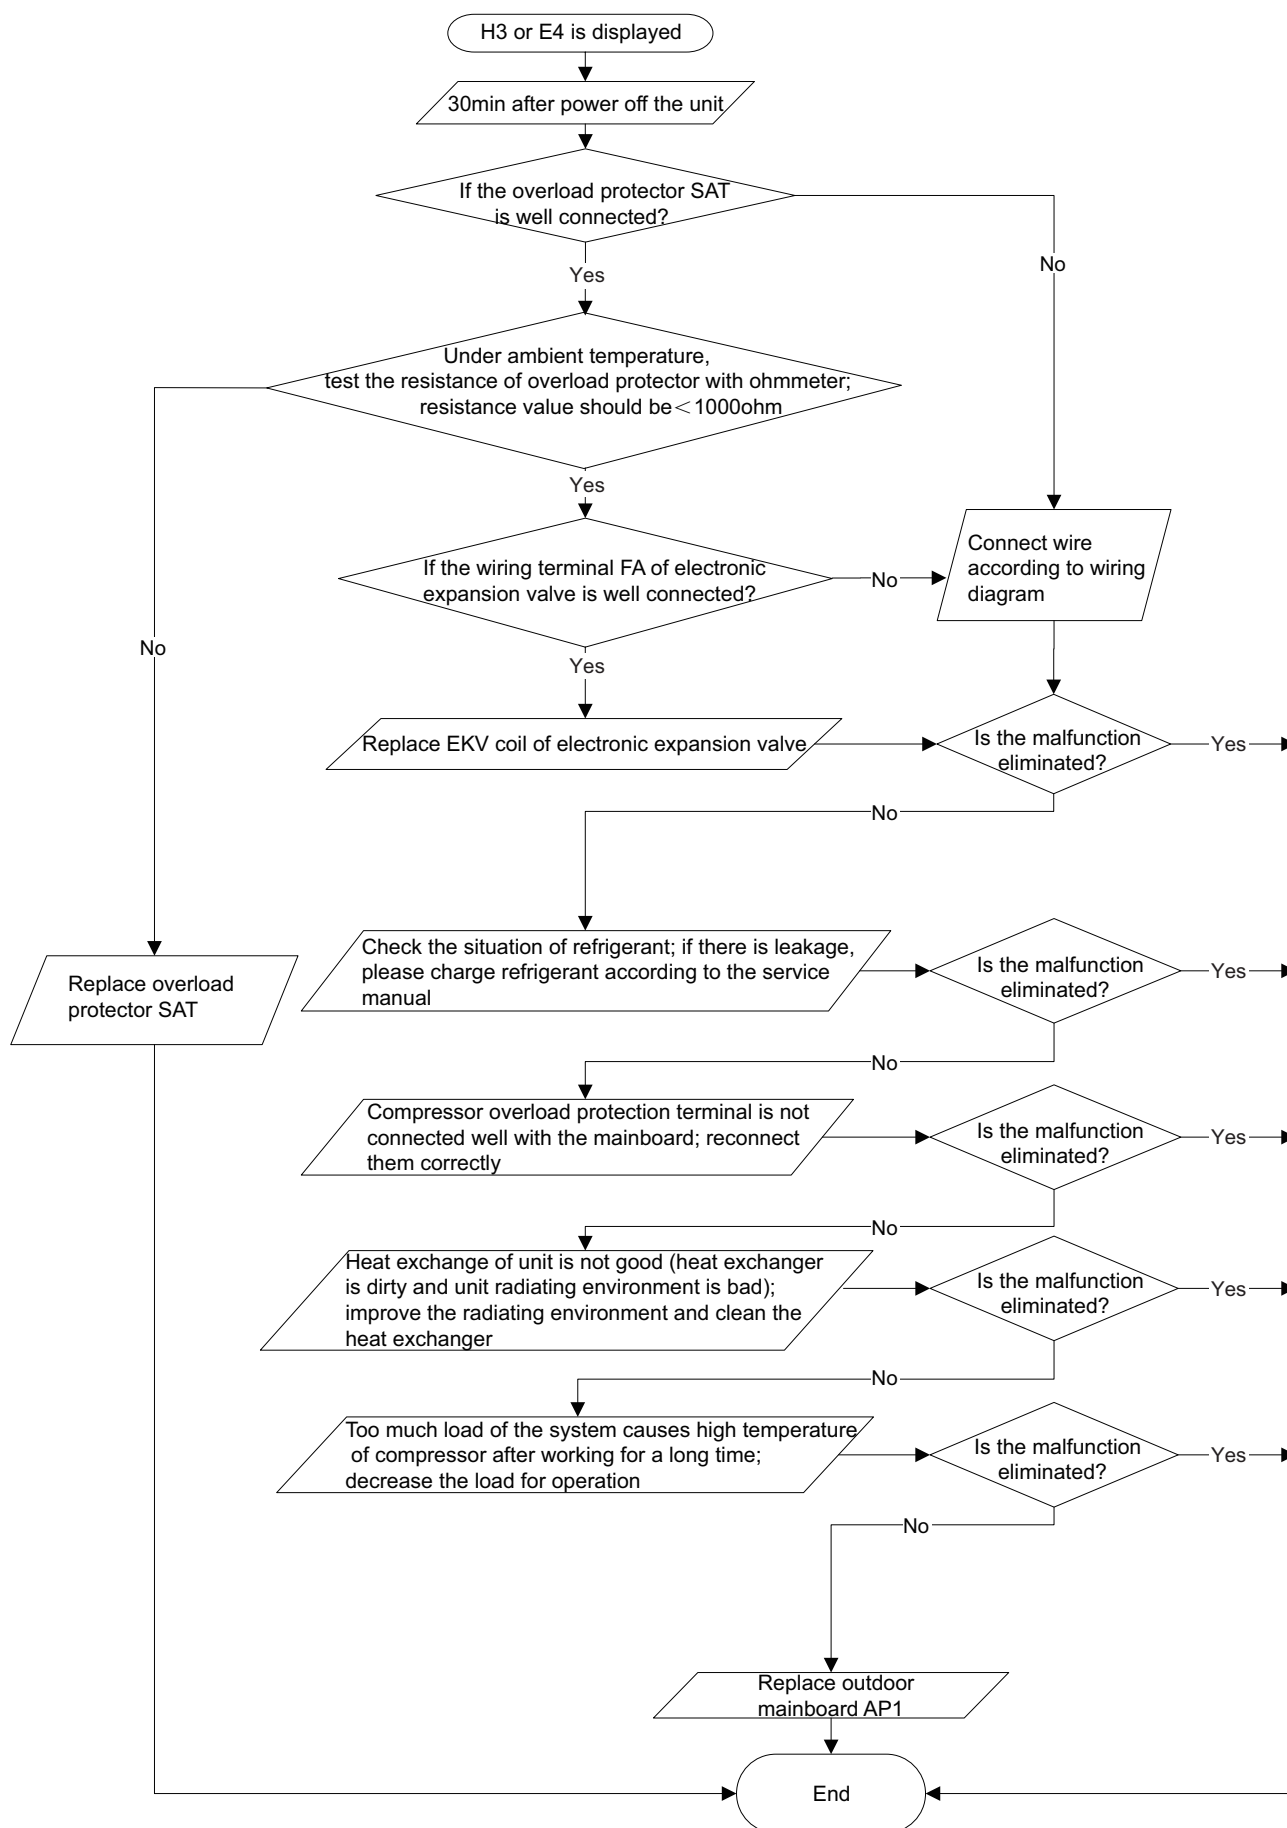 H3 or E4 is displayed
30min after power off the unit
If the overload protector SAT
is well connected?
No
Yes
Under ambient temperature,
test the resistance of overload protector with ohmmeter;
resistance value should be＜1000ohm
Yes
If the wiring terminal FA of electronic
expansion valve is well connected?
No
Connect wire
according to wiring
diagram
No
Yes
Replace EKV coil of electronic expansion valve
Is the malfunction
eliminated?
Yes
No
Check the situation of refrigerant; if there is leakage,
please charge refrigerant according to the service
manual
Is the malfunction
eliminated?
Yes
Replace overload
protector SAT
No
Compressor overload protection terminal is not
connected well with the mainboard; reconnect
them correctly
Is the malfunction
eliminated?
Yes
No
Heat exchange of unit is not good (heat exchanger
is dirty and unit radiating environment is bad);
improve the radiating environment and clean the
heat exchanger
Is the malfunction
eliminated?
Yes
No
Too much load of the system causes high temperature
of compressor after working for a long time;
decrease the load for operation
Is the malfunction
eliminated?
Yes
No
Replace outdoor
mainboard AP1
End